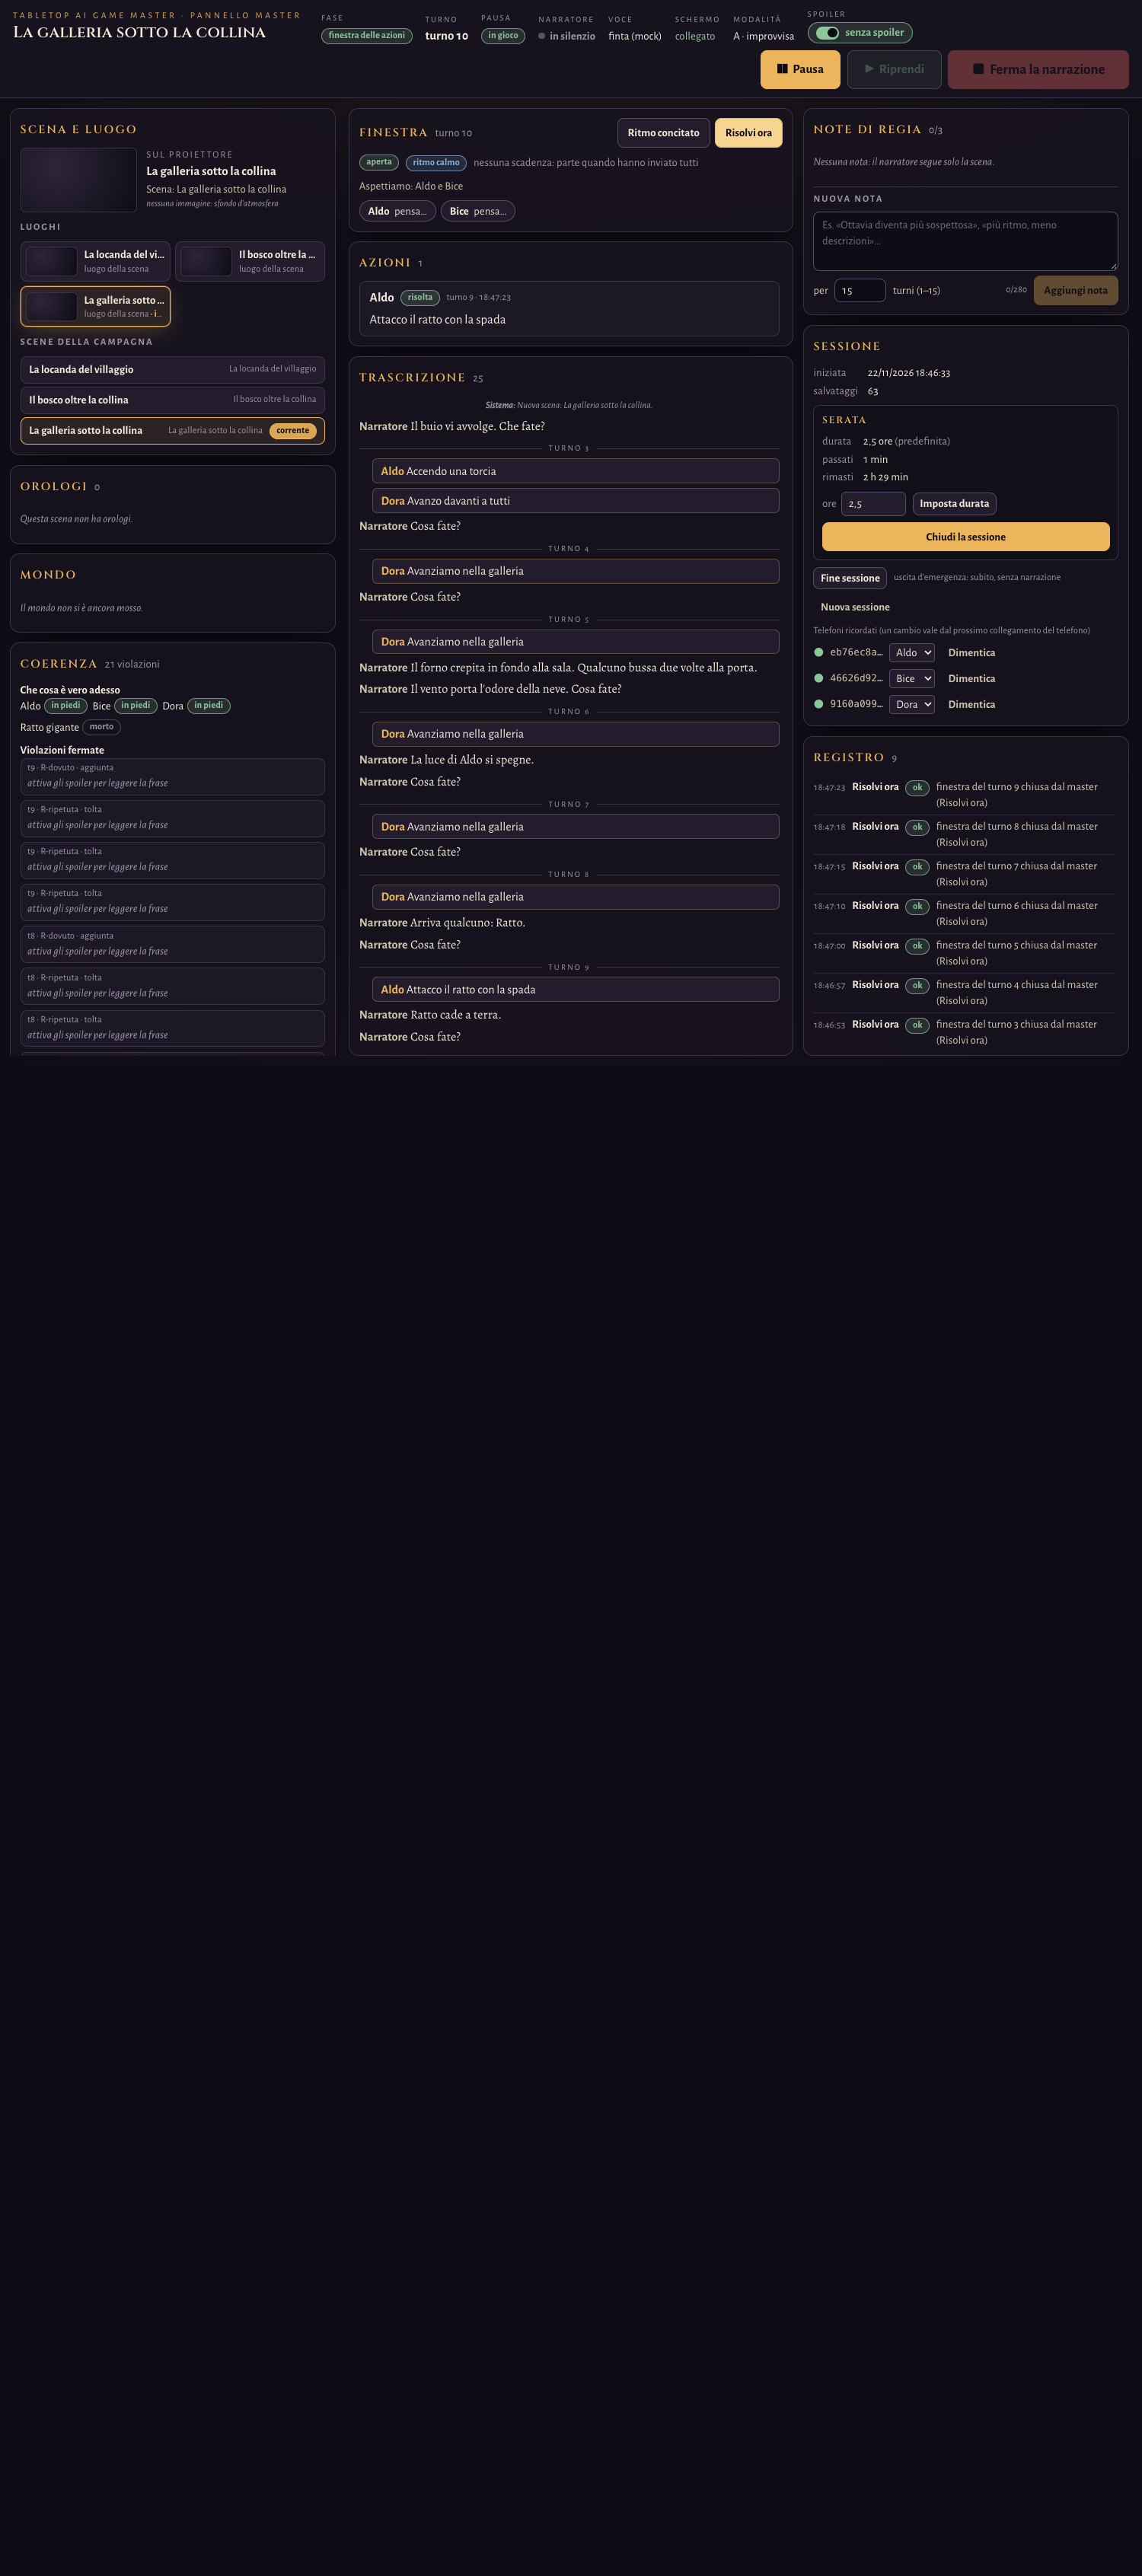 TABLETOP AI GAME MASTER · PANNELLO MASTER
LA GALLERIA SOTTO LA COLLINA
FASE
finestra delle azioni
TURNO
turno 10
PAUSA
in gioco
NARRATORE
in silenzio
VOCE
finta (mock)
SCHERMO
collegato
MODALITÀ
A · improvvisa
SPOILER
senza spoiler
Pausa
Riprendi
Ferma la narrazione
SCENA E LUOGO
SUL PROIETTORE
La galleria sotto la collina
Scena: La galleria sotto la collina
nessuna immagine: sfondo d'atmosfera
LUOGHI
La locanda del vi…
luogo della scena
Il bosco oltre la …
luogo della scena
La galleria sotto …
luogo della scena · i…
SCENE DELLA CAMPAGNA
La locanda del villaggio La locanda del villaggio
Il bosco oltre la collina Il bosco oltre la collina
La galleria sotto la collina La galleria sotto la collina corrente
OROLOGI 0
Questa scena non ha orologi.
MONDO
Il mondo non si è ancora mosso.
COERENZA 21 violazioni
Che cosa è vero adesso
Aldo in piedi Bice in piedi Dora in piedi
Ratto gigante morto
Violazioni fermate
t9 · R-dovuto · aggiunta
attiva gli spoiler per leggere la frase
t9 · R-ripetuta · tolta
attiva gli spoiler per leggere la frase
t9 · R-ripetuta · tolta
attiva gli spoiler per leggere la frase
t9 · R-ripetuta · tolta
attiva gli spoiler per leggere la frase
t8 · R-dovuto · aggiunta
attiva gli spoiler per leggere la frase
t8 · R-ripetuta · tolta
attiva gli spoiler per leggere la frase
t8 · R-ripetuta · tolta
attiva gli spoiler per leggere la frase
FINESTRA turno 10
Ritmo concitato
Risolvi ora
aperta ritmo calmo nessuna scadenza: parte quando hanno inviato tutti
Aspettiamo: Aldo e Bice
Aldo pensa… Bice pensa…
AZIONI 1
Aldo risolta turno 9 · 18:47:23
Attacco il ratto con la spada
TRASCRIZIONE 25
Sistema: Nuova scena: La galleria sotto la collina.
Narratore Il buio vi avvolge. Che fate?
TURNO 3
Aldo Accendo una torcia
Dora Avanzo davanti a tutti
Narratore Cosa fate?
TURNO 4
Dora Avanziamo nella galleria
Narratore Cosa fate?
TURNO 5
Dora Avanziamo nella galleria
Narratore Il forno crepita in fondo alla sala. Qualcuno bussa due volte alla porta.
Narratore Il vento porta l'odore della neve. Cosa fate?
TURNO 6
Dora Avanziamo nella galleria
Narratore La luce di Aldo si spegne.
Narratore Cosa fate?
TURNO 7
Dora Avanziamo nella galleria
Narratore Cosa fate?
TURNO 8
Dora Avanziamo nella galleria
Narratore Arriva qualcuno: Ratto.
Narratore Cosa fate?
TURNO 9
Aldo Attacco il ratto con la spada
Narratore Ratto cade a terra.
Narratore Cosa fate?
NOTE DI REGIA 0/3
Nessuna nota: il narratore segue solo la scena.
NUOVA NOTA
Es. «Ottavia diventa più sospettosa», «più ritmo, meno
descrizioni»…
per 15 turni (1–15) 0/280 Aggiungi nota
SESSIONE
iniziata 22/11/2026 18:46:33
salvataggi 63
SERATA
durata 2,5 ore (predefinita)
passati 1 min
rimasti 2 h 29 min
ore 2,5 Imposta durata
Chiudi la sessione
Fine sessione uscita d'emergenza: subito, senza narrazione
Nuova sessione
Telefoni ricordati (un cambio vale dal prossimo collegamento del telefono)
eb76ec8a… Aldo Dimentica
46626d92… Bice Dimentica
9160a099… Dora Dimentica
REGISTRO 9
18:47:23 Risolvi ora ok finestra del turno 9 chiusa dal master
(Risolvi ora)
18:47:18 Risolvi ora ok finestra del turno 8 chiusa dal master
(Risolvi ora)
18:47:15 Risolvi ora ok finestra del turno 7 chiusa dal master
(Risolvi ora)
18:47:10 Risolvi ora ok finestra del turno 6 chiusa dal master
(Risolvi ora)
18:47:00 Risolvi ora ok finestra del turno 5 chiusa dal master
(Risolvi ora)
18:46:57 Risolvi ora ok finestra del turno 4 chiusa dal master
(Risolvi ora)
18:46:53 Risolvi ora ok finestra del turno 3 chiusa dal master
(Risolvi ora)